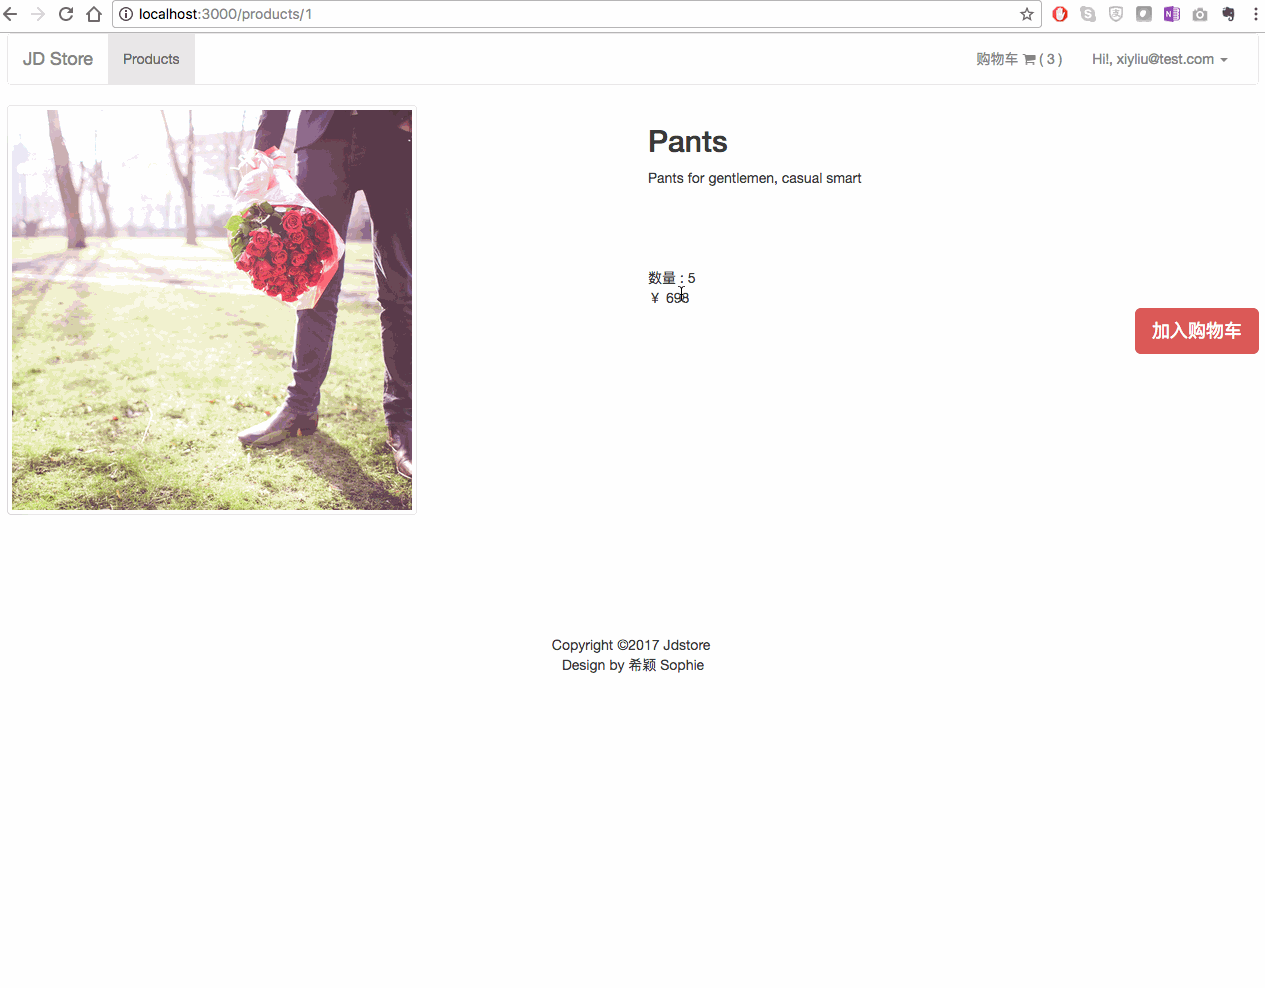 localhost:3000/products/1
JD Store
Products
购物车 ( 3 )
Hi!, xiyliu@test.com
Pants
Pants for gentlemen, casual smart
数量 : 5
¥ 698
加入购物车
Copyright ©2017 Jdstore
Design by 希颖 Sophie